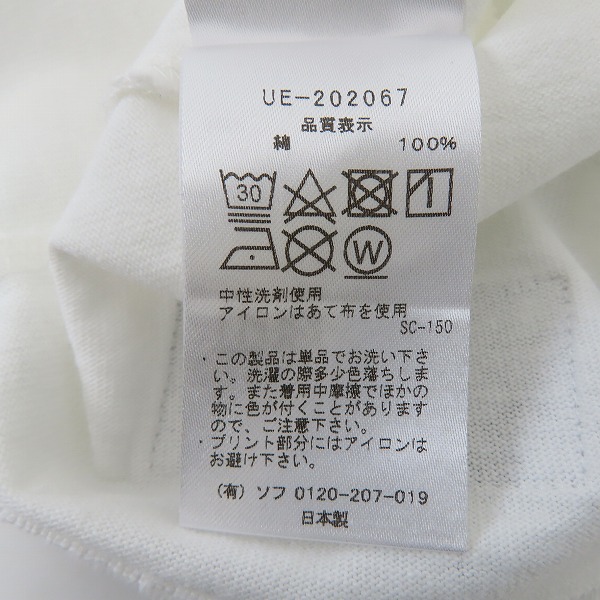 UE-202067
品質表示
綿 100%
30
W
中性洗剤使用
アイロンはあて布を使用
SC-150
・この製品は単品でお洗い下さ
い。洗濯の際多少色落ちしま
す。また着用中摩擦でほかの
物に色が付くことがあります
ので、ご注意下さい。
・プリント部分にはアイロンは
お避け下さい。
(有) ソフ 0120-207-019
日本製